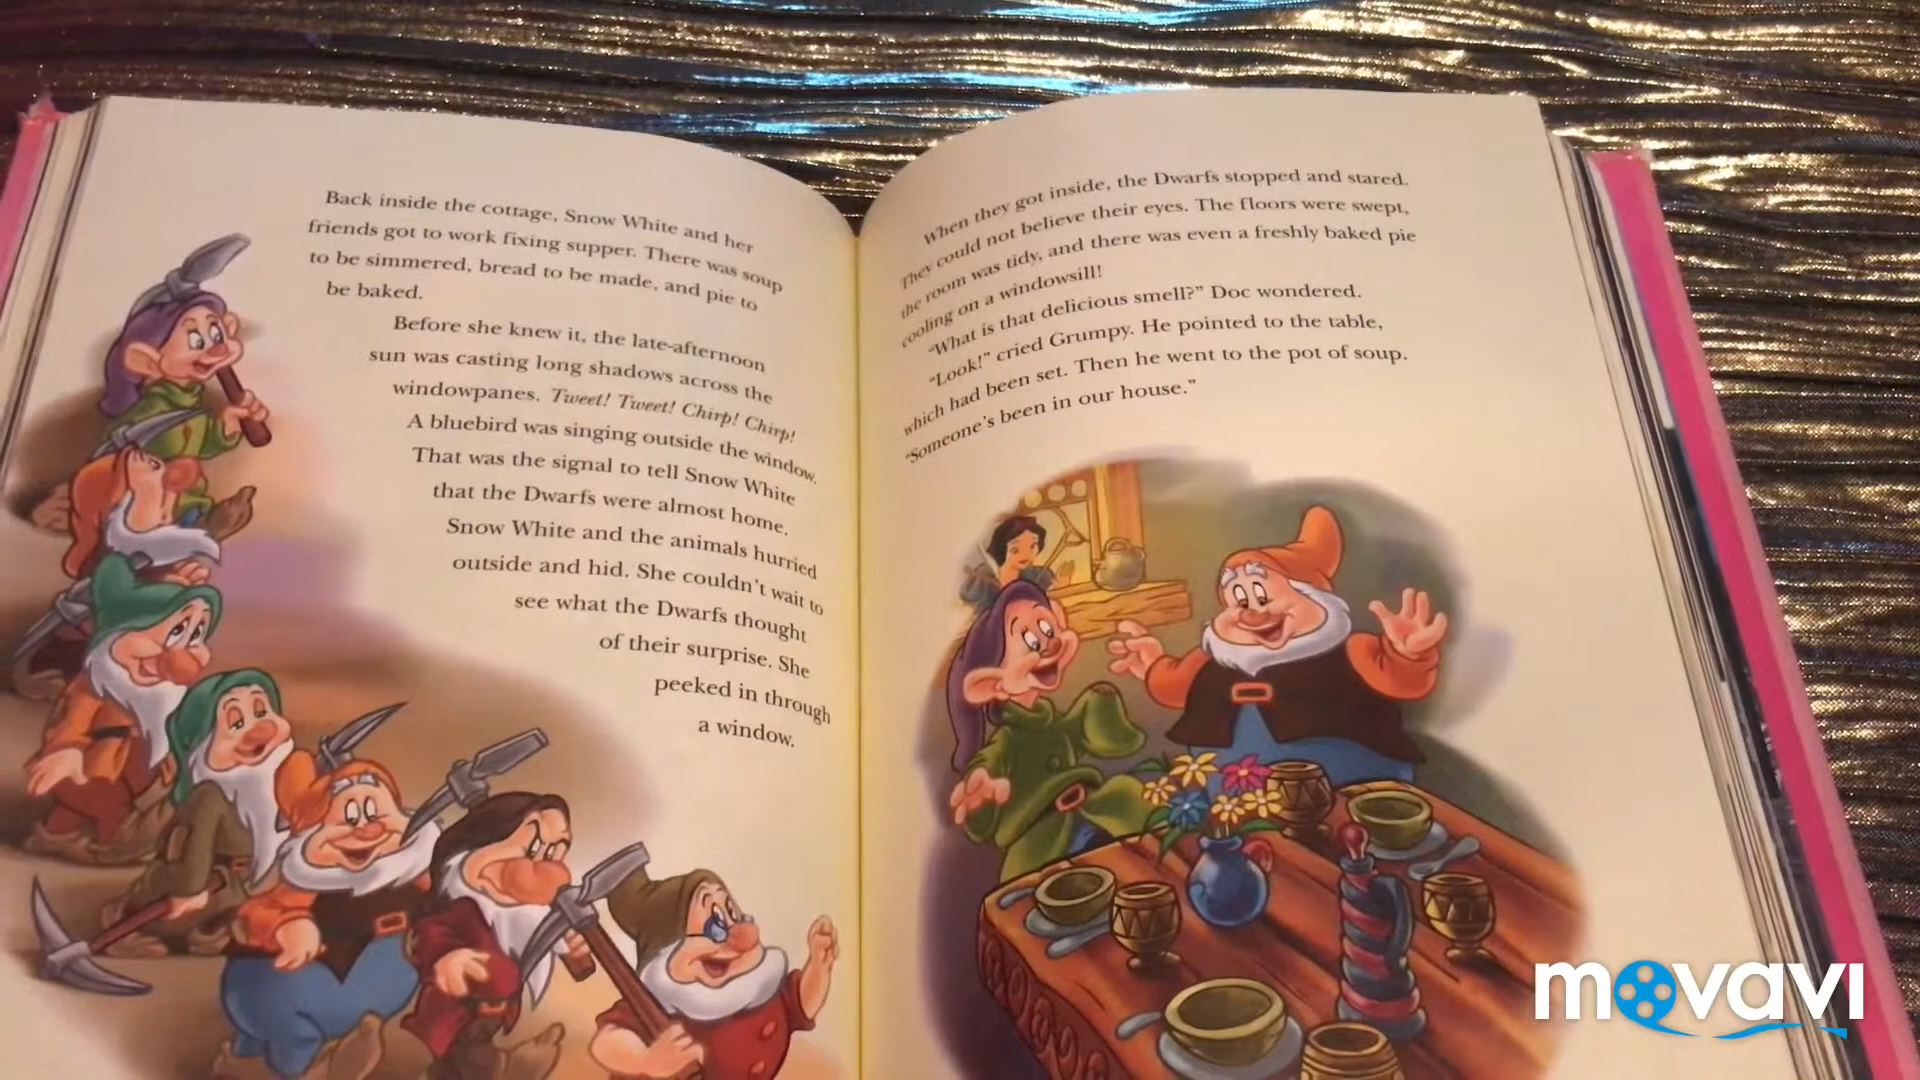 Back inside the cottage, Snow White and her
friends got to work fixing supper. There was soup
to be simmered, bread to be made, and pie to
be baked.
Before she knew it, the late-afternoon
sun was casting long shadows across the
windowpanes. Tweet! Tweet! Chirp! Chirp!
A bluebird was singing outside the window.
That was the signal to tell Snow White
that the Dwarfs were almost home.
Snow White and the animals hurried
outside and hid. She couldn't wait to
see what the Dwarfs thought
of their surprise. She
peeked in through
a window.
When they got inside, the Dwarfs stopped and stared.
They could not believe their eyes. The floors were swept,
the room was tidy, and there was even a freshly baked pie
cooling on a windowsill!
"What is that delicious smell?" Doc wondered.
"Look!" cried Grumpy. He pointed to the table,
which had been set. Then he went to the pot of soup.
"Someone's been in our house."
movavi